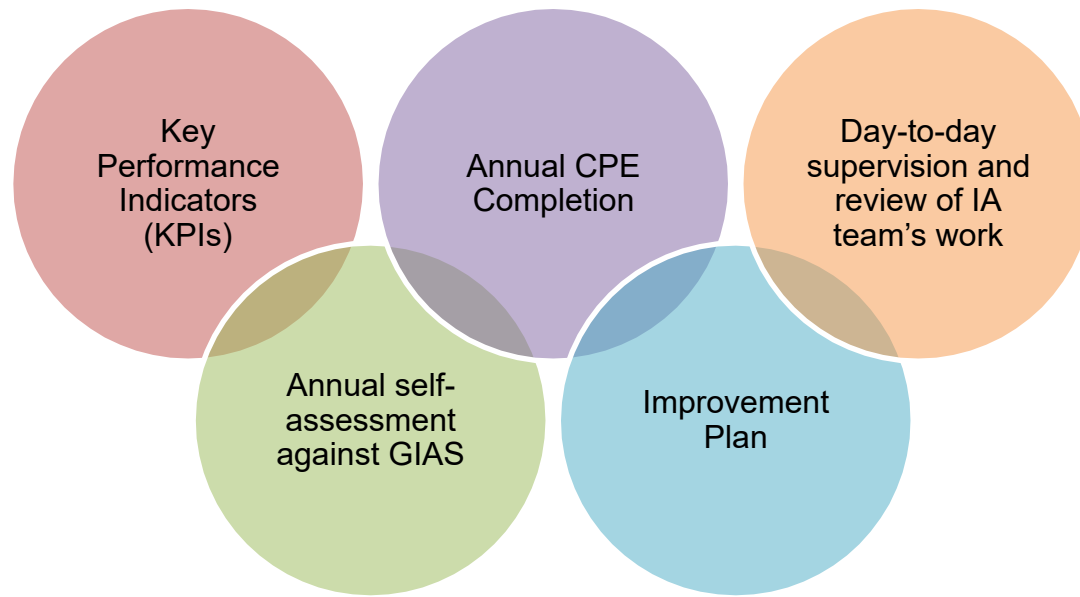 Key
Performance
Indicators
(KPIs)
Annual CPE
Completion
Day-to-day
supervision and
review of IA
team’s work
Annual self-
assessment
against GIAS
Improvement
Plan